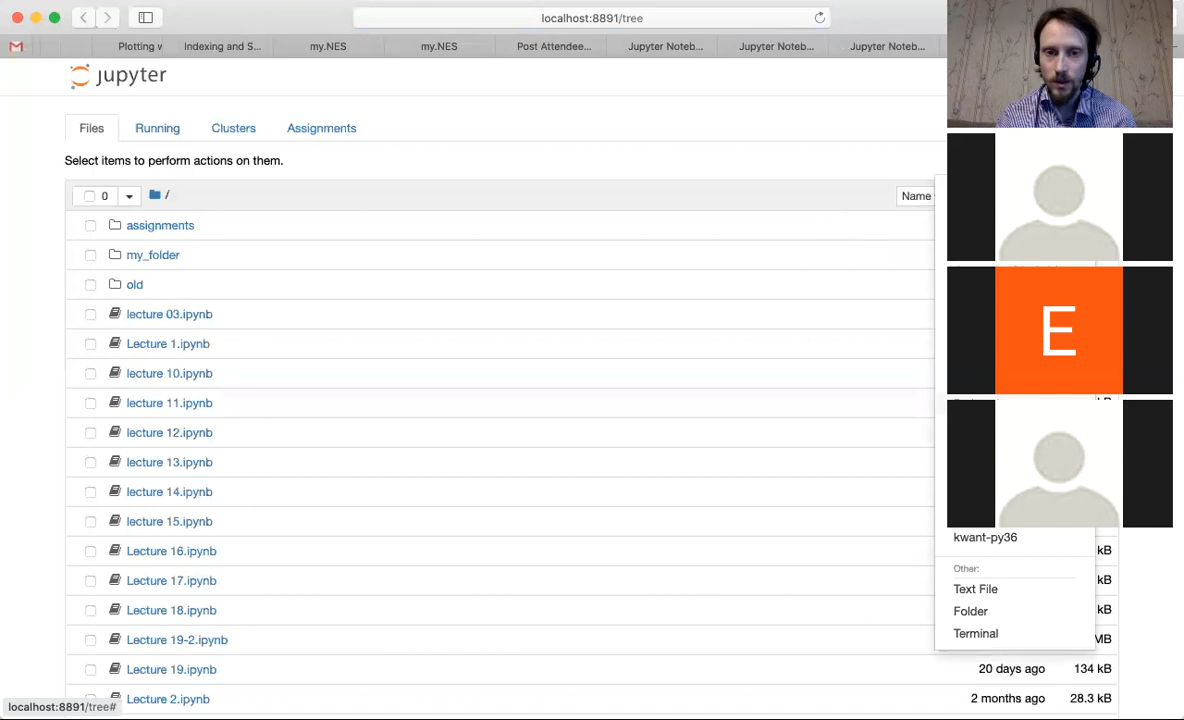 localhost:8891/tree
Plotting w
Indexing and S...
my.NES
my.NES
Post Attendee...
Jupyter Noteb...
Jupyter Noteb...
Jupyter Noteb...
jupyter
Files
Running
Clusters
Assignments
Select items to perform actions on them.
0
/
Name
assignments
my_folder
old
lecture 03.ipynb
Lecture 1.ipynb
lecture 10.ipynb
lecture 11.ipynb
lecture 12.ipynb
lecture 13.ipynb
lecture 14.ipynb
lecture 15.ipynb
Lecture 16.ipynb kB
Lecture 17.ipynb kB
Lecture 18.ipynb kB
Lecture 19-2.ipynb MB
Lecture 19.ipynb 20 days ago 134 kB
Lecture 2.ipynb 2 months ago 28.3 kB
E
kwant-py36
Other:
Text File
Folder
Terminal
localhost:8891/tree#